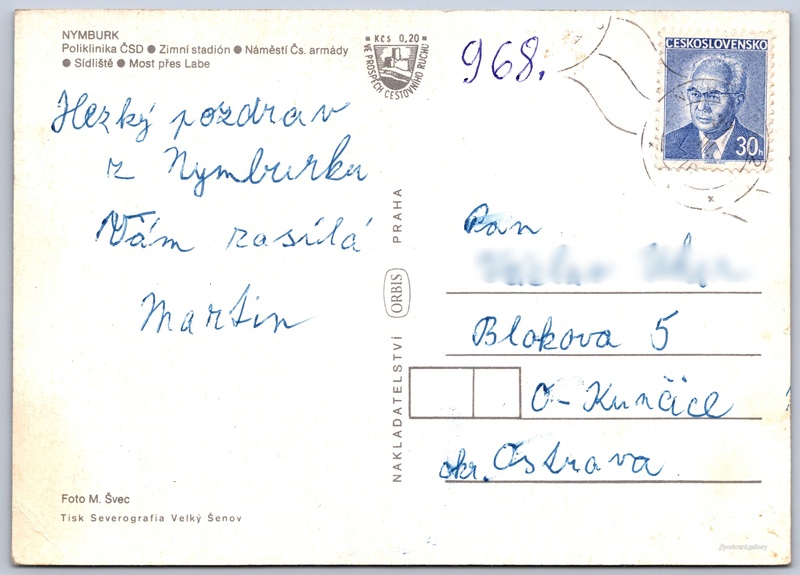 NYMBURK
Poliklinika ČSD ● Zimní stadión ● Náměstí Čs. armády
● Sídliště ● Most přes Labe
Kčs 0,20
VE PROSPĚCH CESTOVNÍHO RUCHU
968.
ČESKOSLOVENSKO
30h
Hezký pozdrav
z Nymburka
Vám zasílá
Martin
NAKLADATELSTVÍ ORBIS PRAHA
Pan
Blokova 5
O-Kunčice
okr. Ostrava
Foto M. Švec
Tisk Severografia Velký Šenov